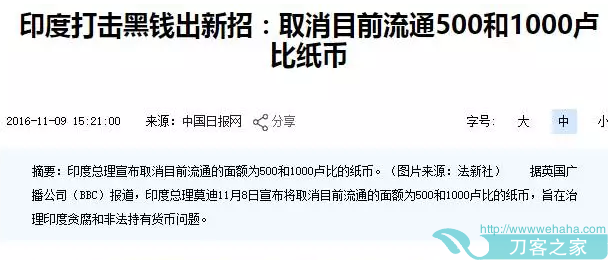 印度打击黑钱出新招：取消目前流通500和1000卢
比纸币
2016-11-09 15:21:00 来源：中国日报网 分享 字号： 大 中 小
摘要：印度总理宣布取消目前流通的面额为500和1000卢比的纸币。（图片来源：法新社） 据英国广
播公司（BBC）报道，印度总理莫迪11月8日宣布将取消目前流通的面额为500和1000卢比的纸币，旨在治
理印度贪腐和非法持有货币问题。
http://wwwwehaha.com
刀客之家